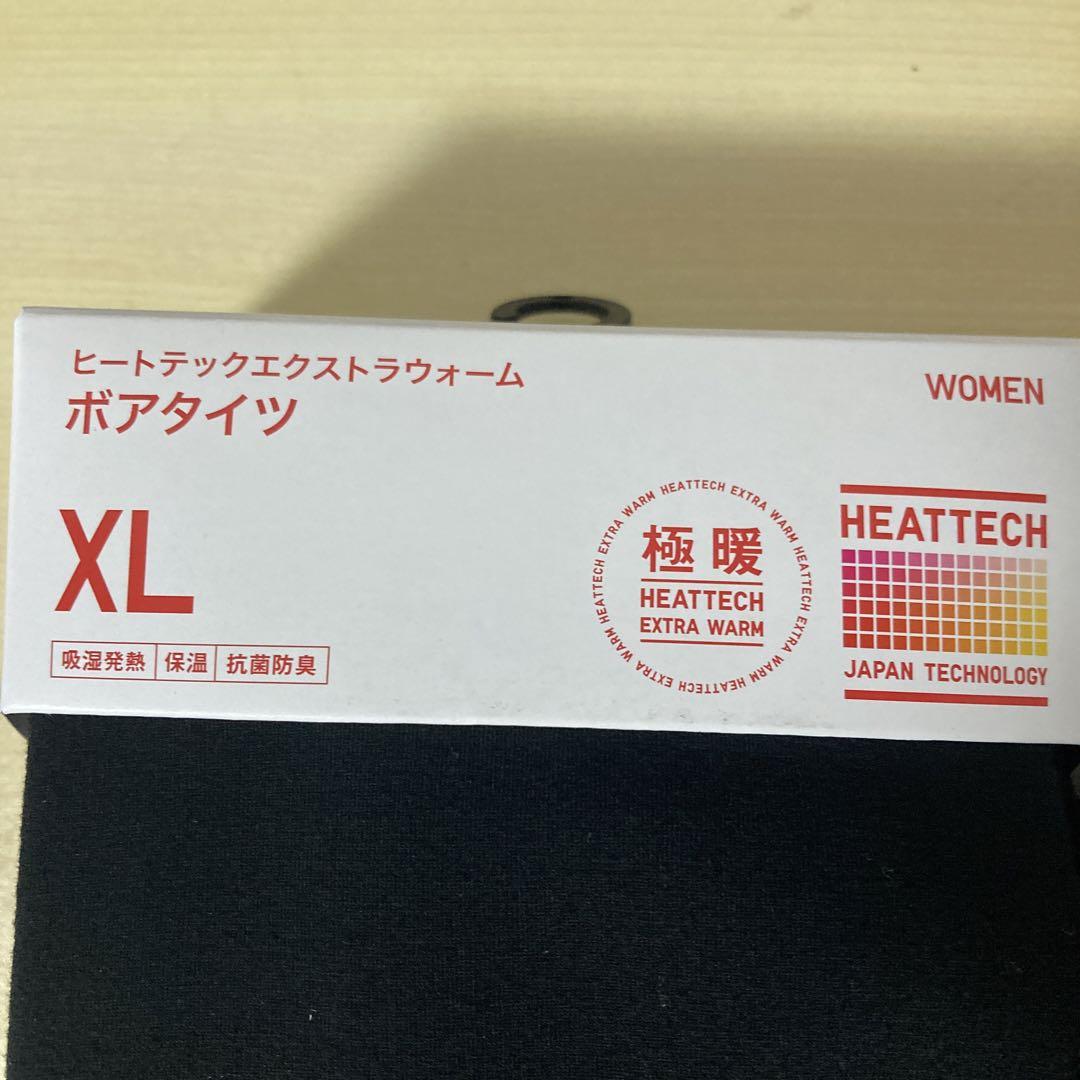 ヒートテックエクストラウォーム
ボアタイツ
WOMEN
XL
吸湿発熱 保温 抗菌防臭
HEATTECH EXTRA WARM HEATTECH EXTRA WARM HEATTECH EXTRA WARM HEATTECH EXTRA WARM
極暖
HEATTECH
EXTRA WARM
HEATTECH
JAPAN TECHNOLOGY